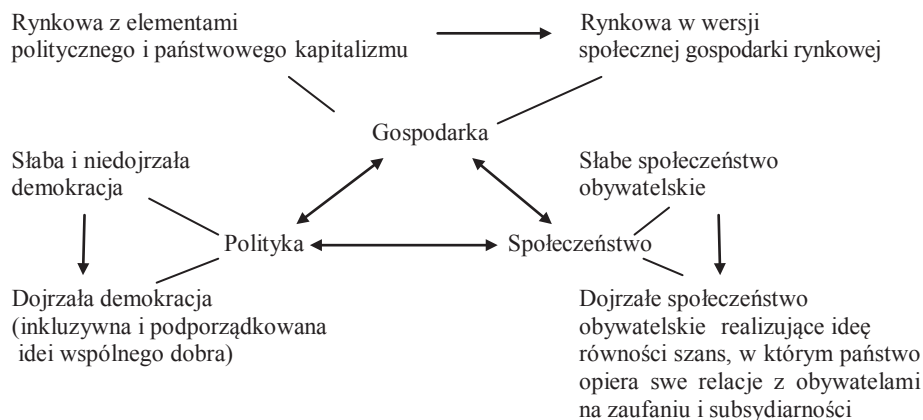 Rynkowa z elementami
politycznego i państwowego kapitalizmu
Rynkowa w wersji
społecznej gospodarki rynkowej
Gospodarka
Słaba i niedojrzała
demokracja
Słabe społeczeństwo
obywatelskie
Polityka
Społeczeństwo
Dojrzała demokracja
(inkluzywna i podporządkowana
idei wspólnego dobra)
Dojrzałe społeczeństwo
obywatelskie realizujące ideę
równości szans, w którym państwo
opiera swe relacje z obywatelami
na zaufaniu i subsydiarności